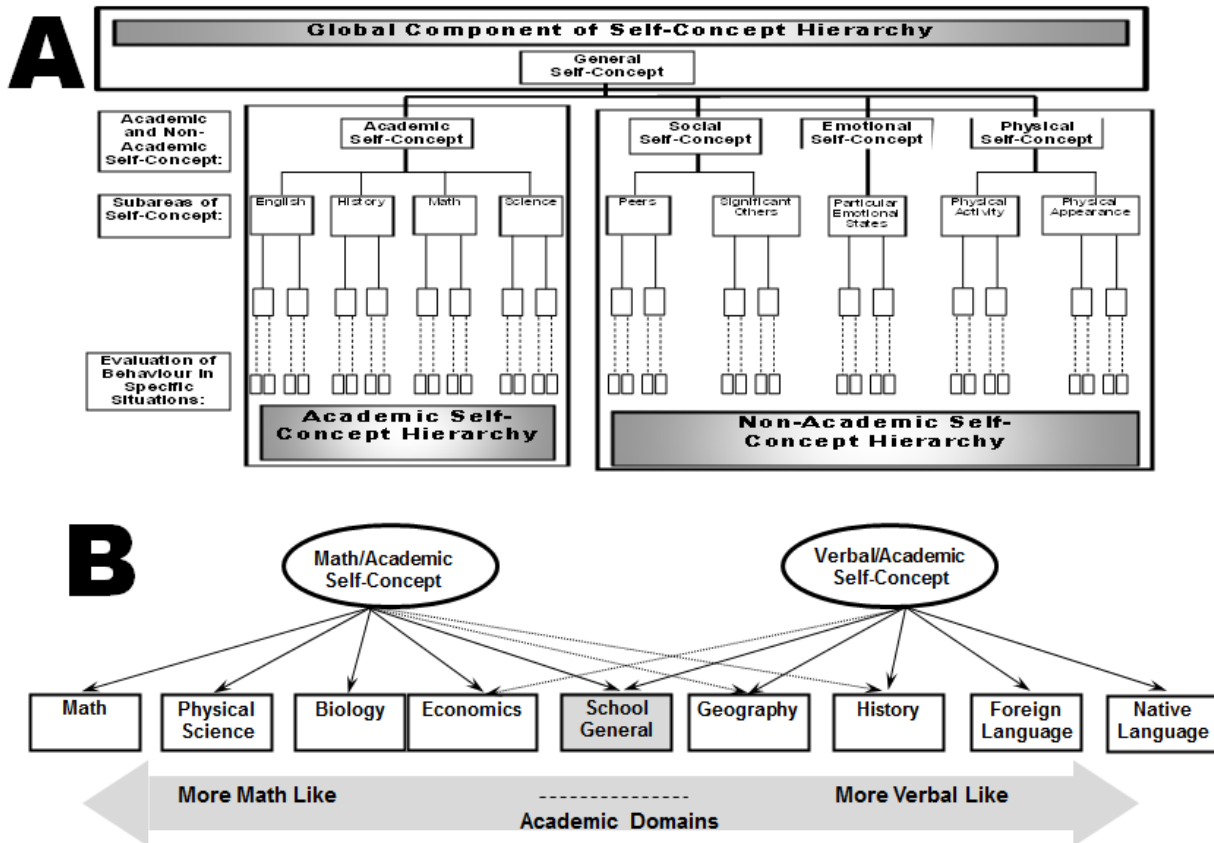 A
Global Component of Self-Concept Hierarchy
General
Self-Concept
Academic
and Non-
Academic
Self-Concept:
Academic
Self-Concept
Social
Self-Concept
Emotional
Self-Concept
Physical
Self-Concept
Subareas of
Self-Concept:
English
History
Math
Science
Peers
Significant
Others
Particular
Emotional
States
Physical
Activity
Physical
Appearance
Evaluation of
Behaviour in
Specific
Situations:
Academic Self-
Concept Hierarchy
Non-Academic Self-
Concept Hierarchy
B
Math/Academic
Self-Concept
Verbal/Academic
Self-Concept
Math
Physical
Science
Biology
Economics
School
General
Geography
History
Foreign
Language
Native
Language
More Math Like
More Verbal Like
Academic Domains